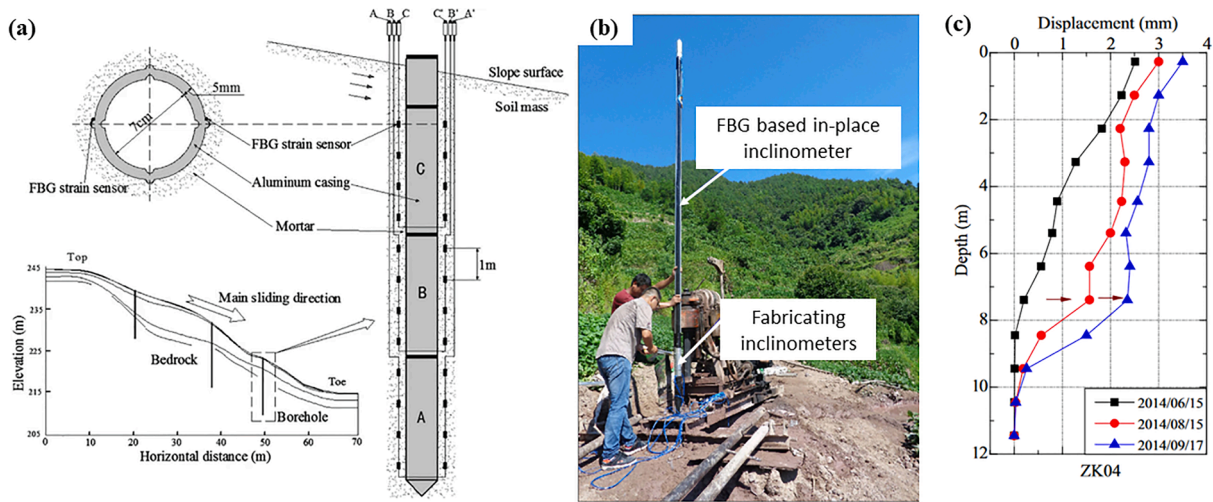 (a)
A B C
C' B' A'
Slope surface
Soil mass
5mm
7cm
FBG strain sensor
FBG strain sensor
Aluminum casing
Mortar
C
1m
B
A
Top
Main sliding direction
Bedrock
Toe
Borehole
Elevation (m)
245
235
225
215
205
0 10 20 30 40 50 60 70
Horizontal distance (m)
(b)
FBG based in-place
inclinometer
Fabricating
inclinometers
(c)
Displacement (mm)
0 1 2 3 4
Depth (m)
0
2
4
6
8
10
12
2014/06/15
2014/08/15
2014/09/17
ZK04